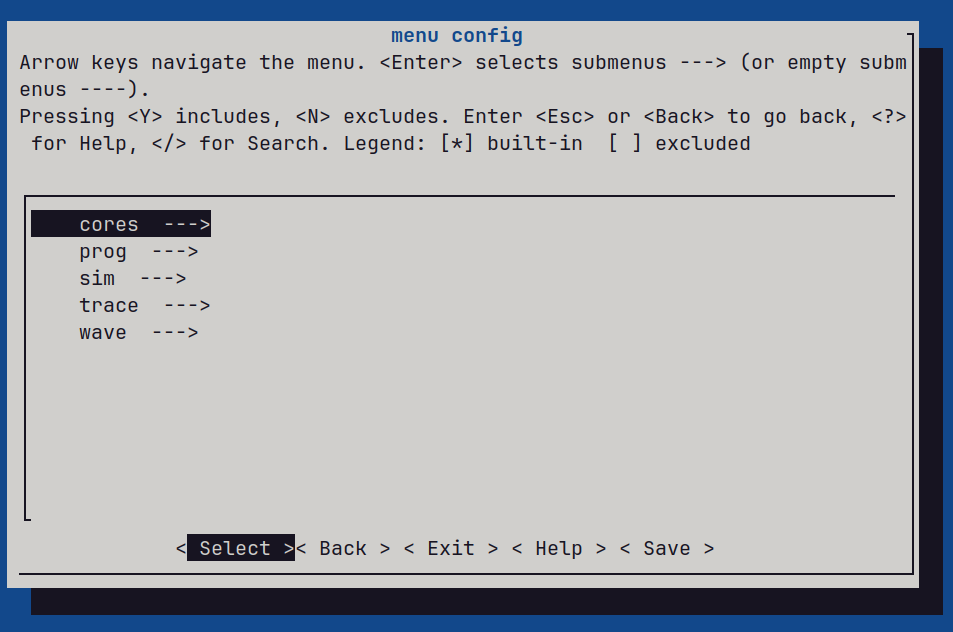 menu config
Arrow keys navigate the menu. <Enter> selects submenus ---> (or empty subm
enus ----).
Pressing <Y> includes, <N> excludes. Enter <Esc> or <Back> to go back, <?>
for Help, </> for Search. Legend: [*] built-in [ ] excluded
cores --->
prog --->
sim --->
trace --->
wave --->
< Select >< Back > < Exit > < Help > < Save >